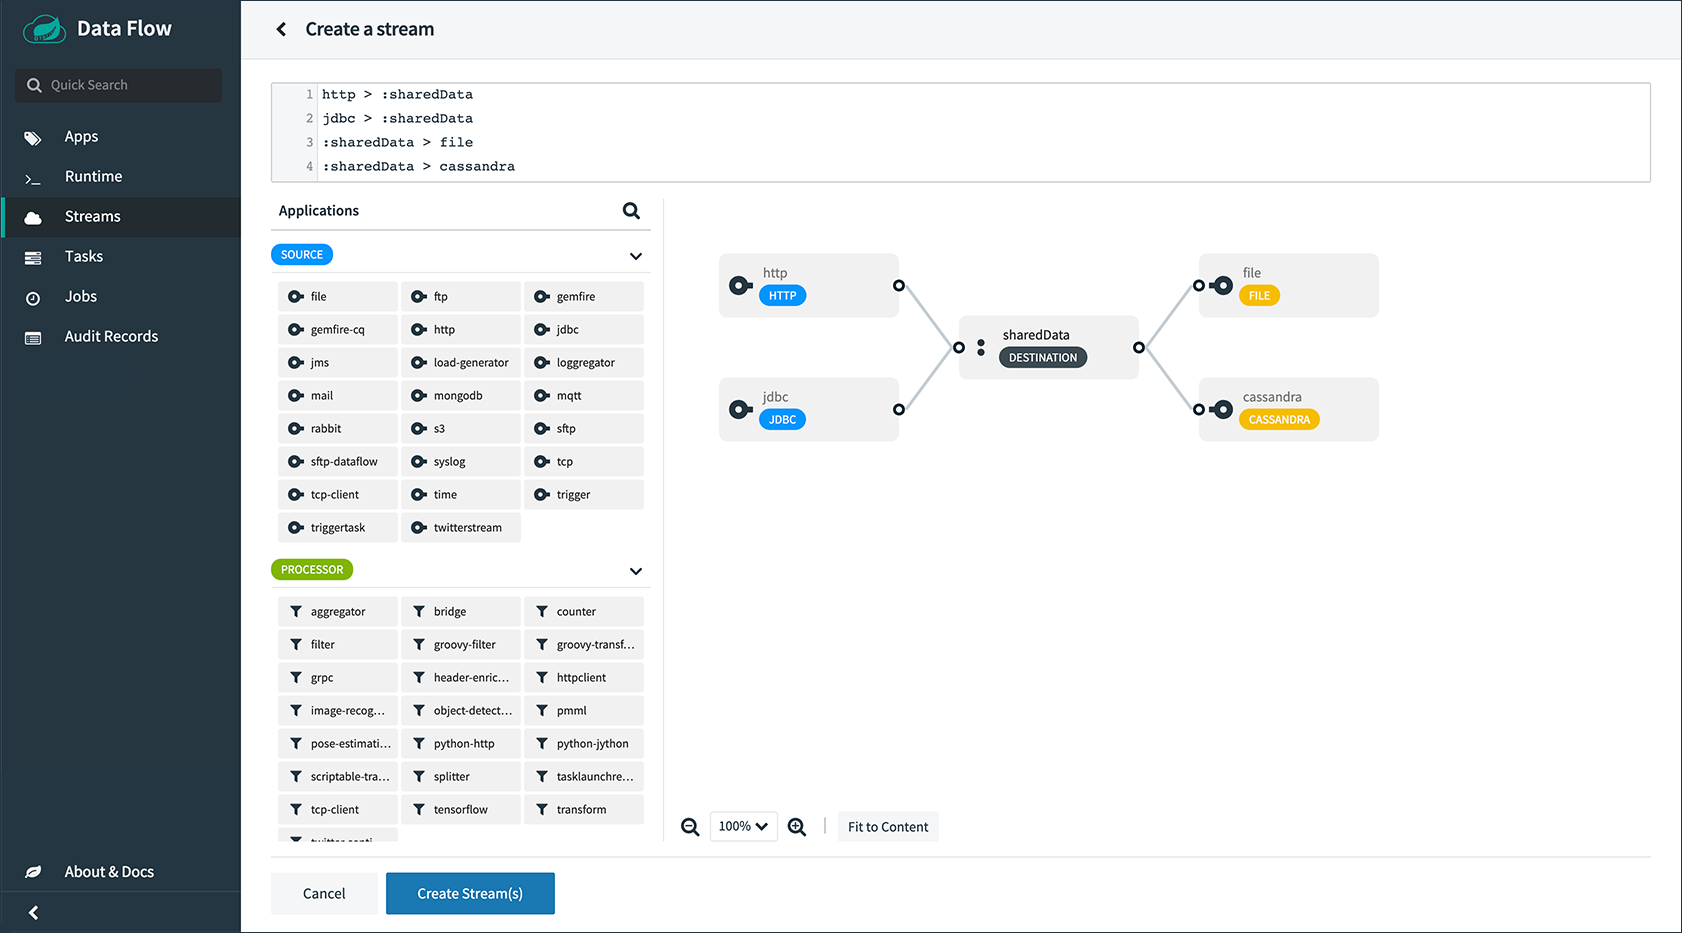 Data Flow
Quick Search
Apps
Runtime
Streams
Tasks
Jobs
Audit Records
About & Docs
Create a stream
1 http > :sharedData
2 jdbc > :sharedData
3 :sharedData > file
4 :sharedData > cassandra
Applications
SOURCE
file ftp gemfire
gemfire-cq http jdbc
jms load-generator loggregator
mail mongodb mqtt
rabbit s3 sftp
sftp-dataflow syslog tcp
tcp-client time trigger
triggertask twitterstream
PROCESSOR
aggregator bridge counter
filter groovy-filter groovy-transf...
grpc header-enric... httpclient
image-recog... object-detect... pmml
pose-estimati... python-http python-jython
scriptable-tra... splitter tasklaunchre...
tcp-client tensorflow transform
http
HTTP
jdbc
JDBC
sharedData
DESTINATION
file
FILE
cassandra
CASSANDRA
100%
Fit to Content
Cancel
Create Stream(s)